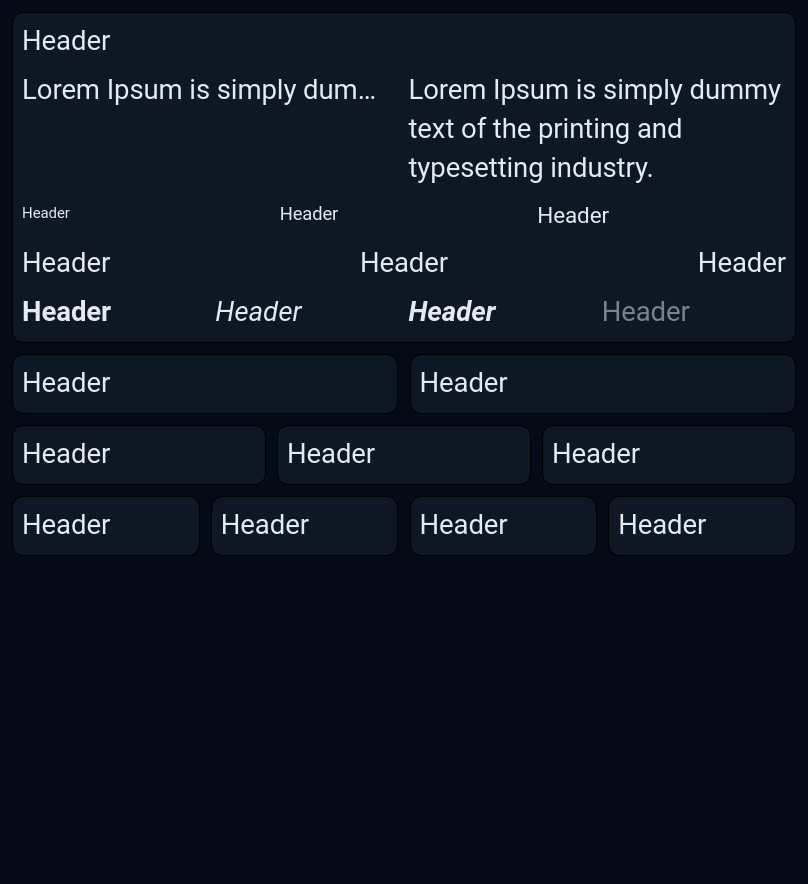 Header
Lorem Ipsum is simply dum... Lorem Ipsum is simply dummy
text of the printing and
typesetting industry.
Header Header Header
Header Header Header
Header Header Header Header
Header Header
Header Header Header
Header Header Header Header